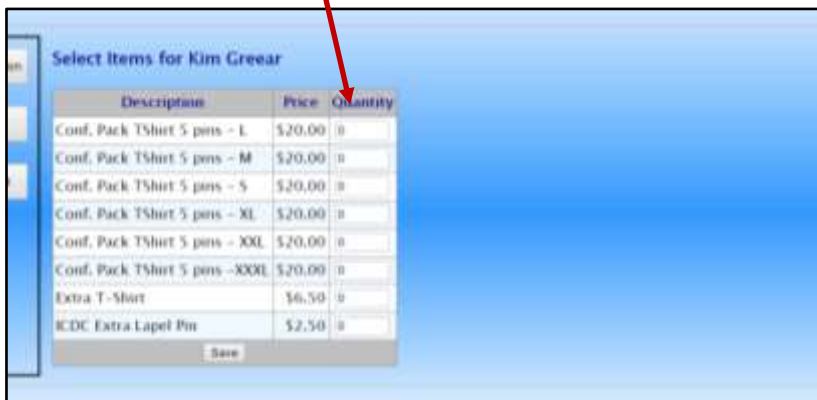 Select Items for Kim Greear
Description Price Quantity
Conf. Pack TShirt 5 pins - L $20.00 0
Conf. Pack TShirt 5 pins - M $20.00 0
Conf. Pack TShirt 5 pins - S $20.00 0
Conf. Pack TShirt 5 pins - XL $20.00 0
Conf. Pack TShirt 5 pins - XXL $20.00 0
Conf. Pack TShirt 5 pins -XXXL $20.00 0
Extra T-Shirt $6.50 0
ICDC Extra Lapel Pin $2.50 0
Save